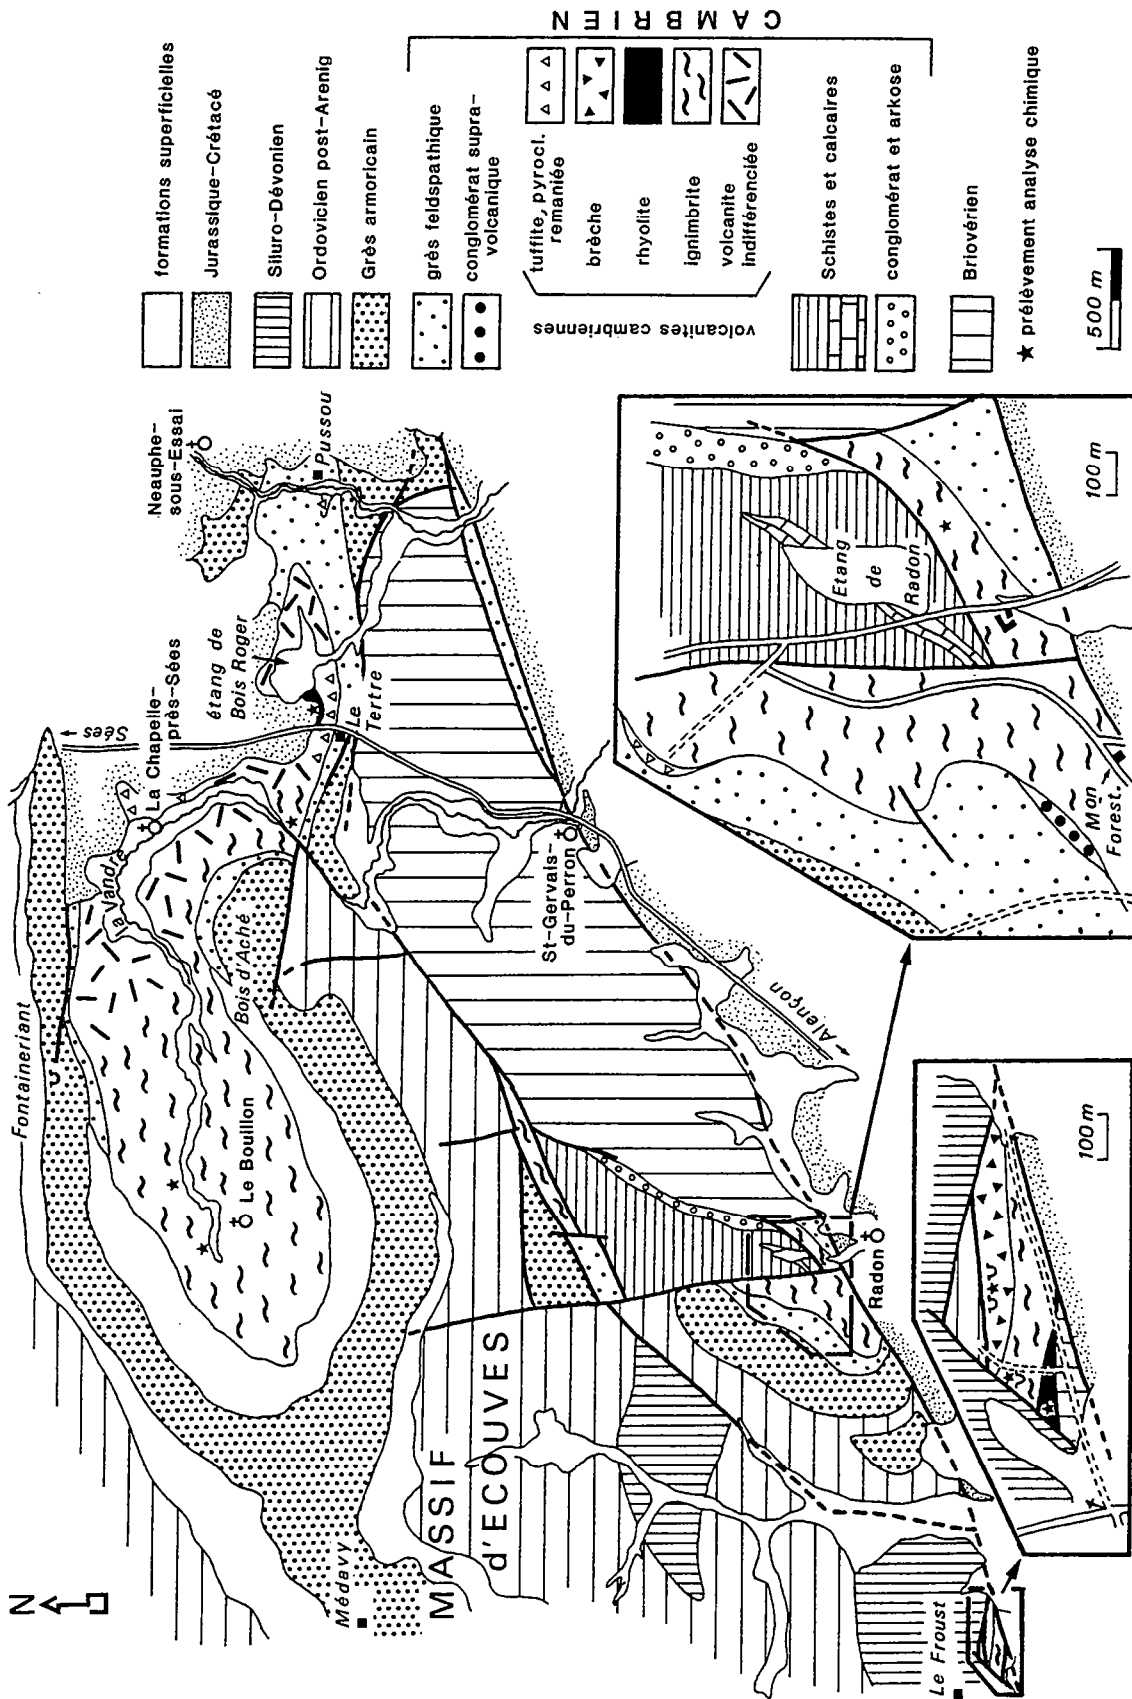 N
Fontaineriant
Sées
La Chapelle-
près-Sées
la Vandre
Neauphe-
sous-Essai
Pussou
étang de
Bois Roger
Le
Tertre
Bois d'Aché
Le Bouillon
St-Gervais-
du-Perron
Alençon
Médavy
MASSIF
d'ECOUVES
Radon
Le Froust
100 m
Etang
de
Radon
Mon
Forest.
100 m
formations superficielles
Jurassique-Crétacé
Siluro-Dévonien
Ordovicien post-Arenig
Grès armoricain
grès feldspathique
conglomérat supra-
volcanique
CAMBRIEN
volcanites cambriennes
tuffite, pyrocl.
remaniée
brèche
rhyolite
ignimbrite
volcanite
indifférenciée
Schistes et calcaires
conglomérat et arkose
Briovérien
★ prélèvement analyse chimique
500 m